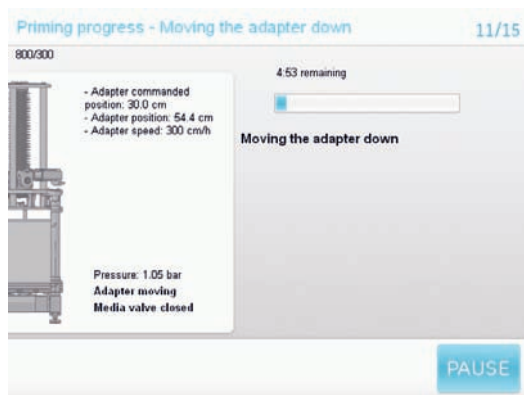 Priming progress - Moving the adapter down
11/15
800/300
4:53 remaining
- Adapter commanded
position: 30.0 cm
- Adapter position: 54.4 cm
- Adapter speed: 300 cm/h
Moving the adapter down
Pressure: 1.05 bar
Adapter moving
Media valve closed
PAUSE